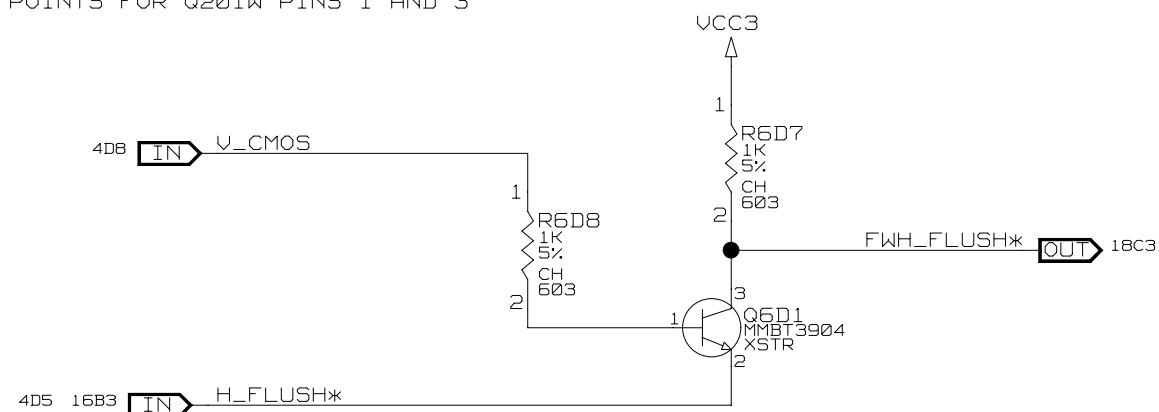 POINTS FOR Q201W PINS 1 AND 3
VCC3
1
R6D7
1K
5%
CH
603
2
4D8 IN V_CMOS
1
R6D8
1K
5%
CH
603
2
FWH_FLUSH* OUT 18C3
3
1
Q6D1
MMBT3904
XSTR
2
4D5 16B3 IN H_FLUSH*